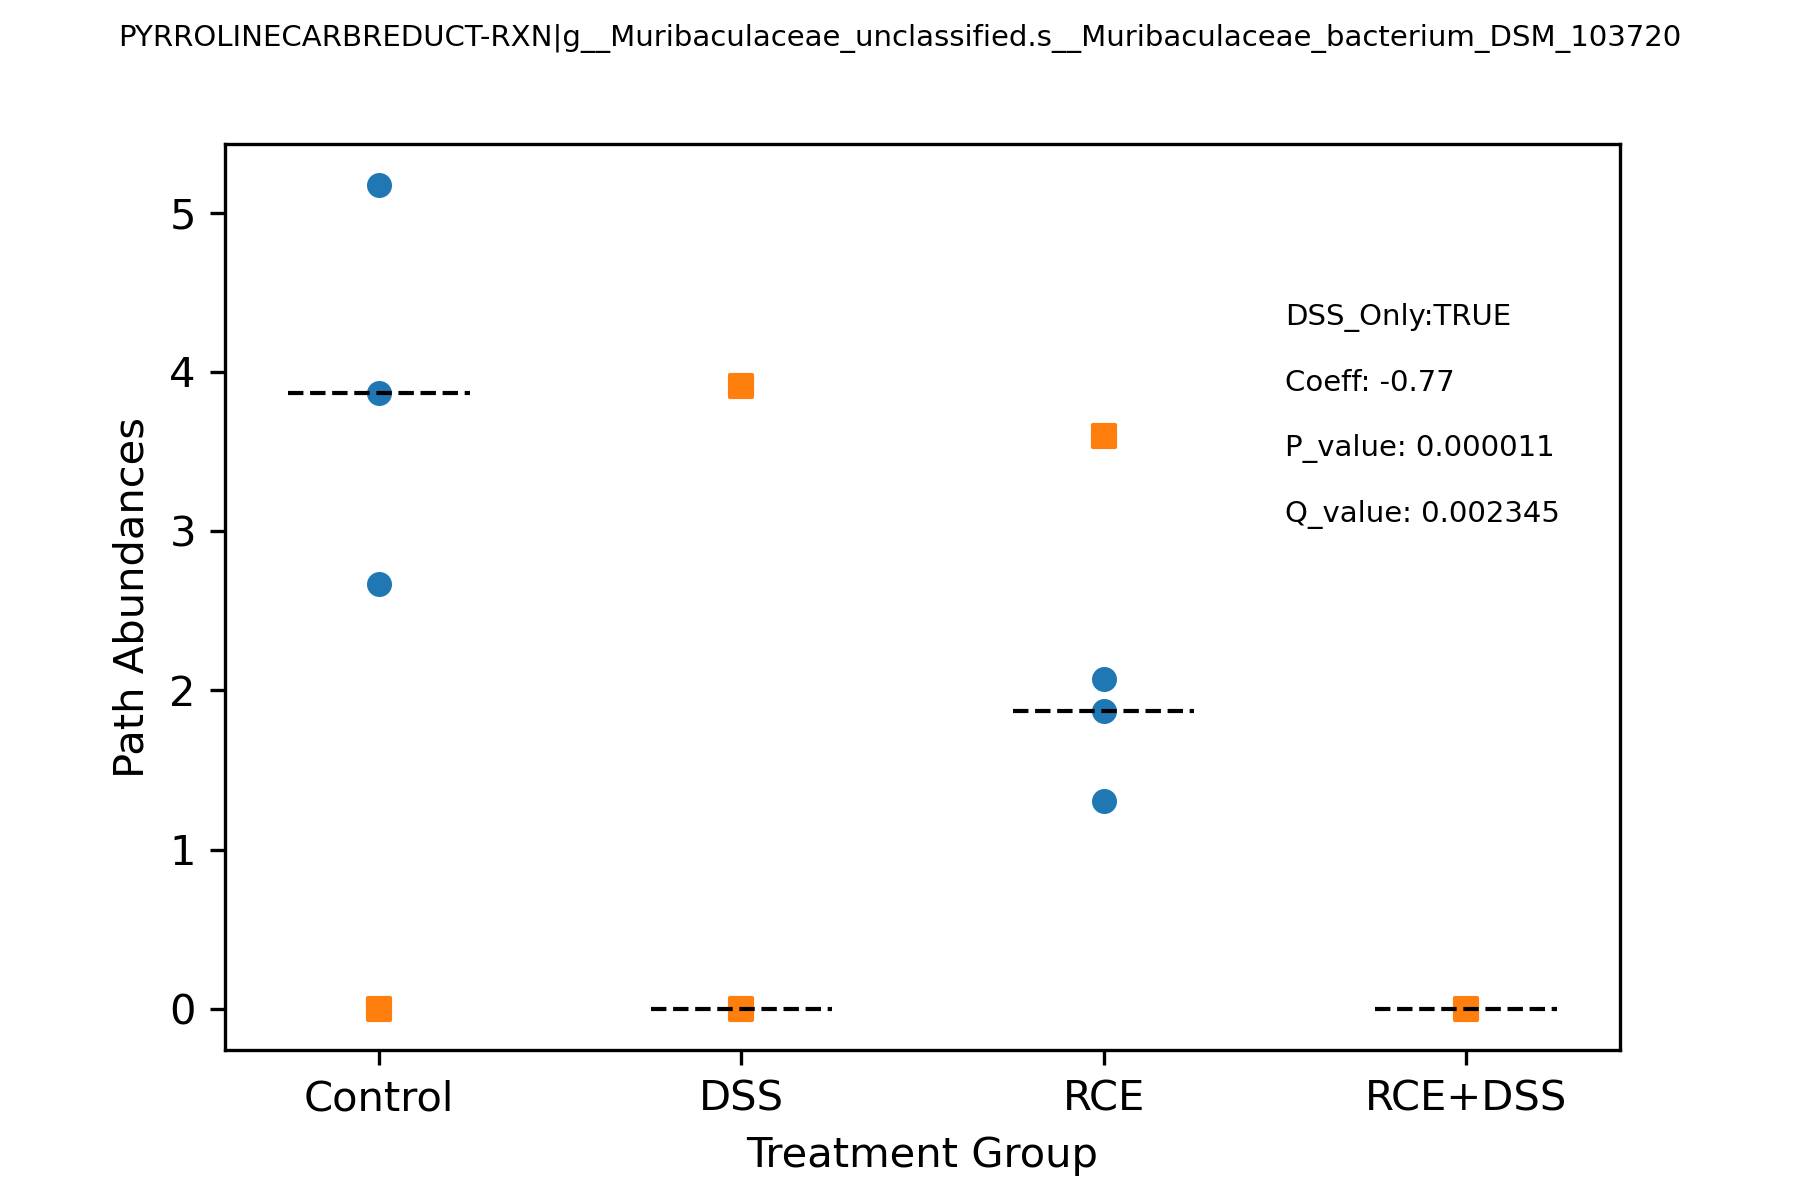 PYRROLINECARBREDUCT-RXN|g__Muribaculaceae_unclassified.s__Muribaculaceae_bacterium_DSM_103720
5
4
3
2
1
0
Path Abundances
DSS_Only:TRUE
Coeff: -0.77
P_value: 0.000011
Q_value: 0.002345
Control DSS RCE RCE+DSS
Treatment Group